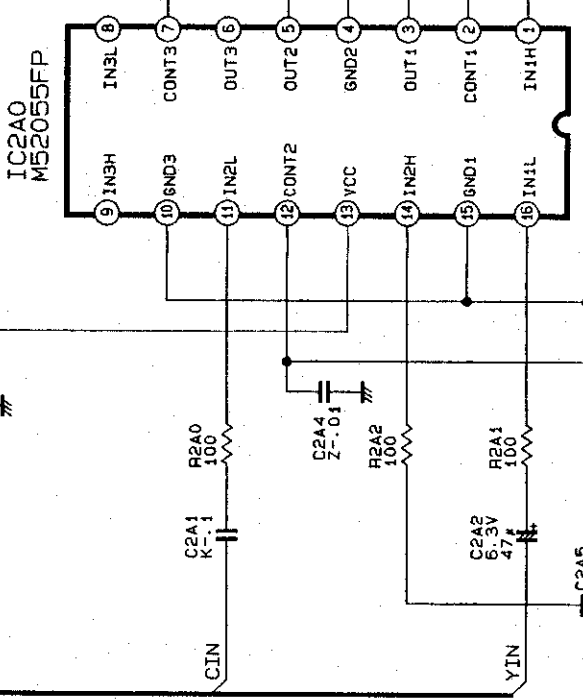 IC2A0
M52055FP
8 7 6 5 4 3 2 1
IN3L CONT3 OUT3 OUT2 GND2 OUT1 CONT1 IN1H
IN3H GND3 IN2L CONT2 VCC IN2H GND1 IN1L
9 10 11 12 13 14 15 16
R2A0
100
C2A4
Z-.01
R2A2
100
R2A1
100
C2A1
K-.1
C2A2
6.3V
47
+
C2A5
CIN
YIN